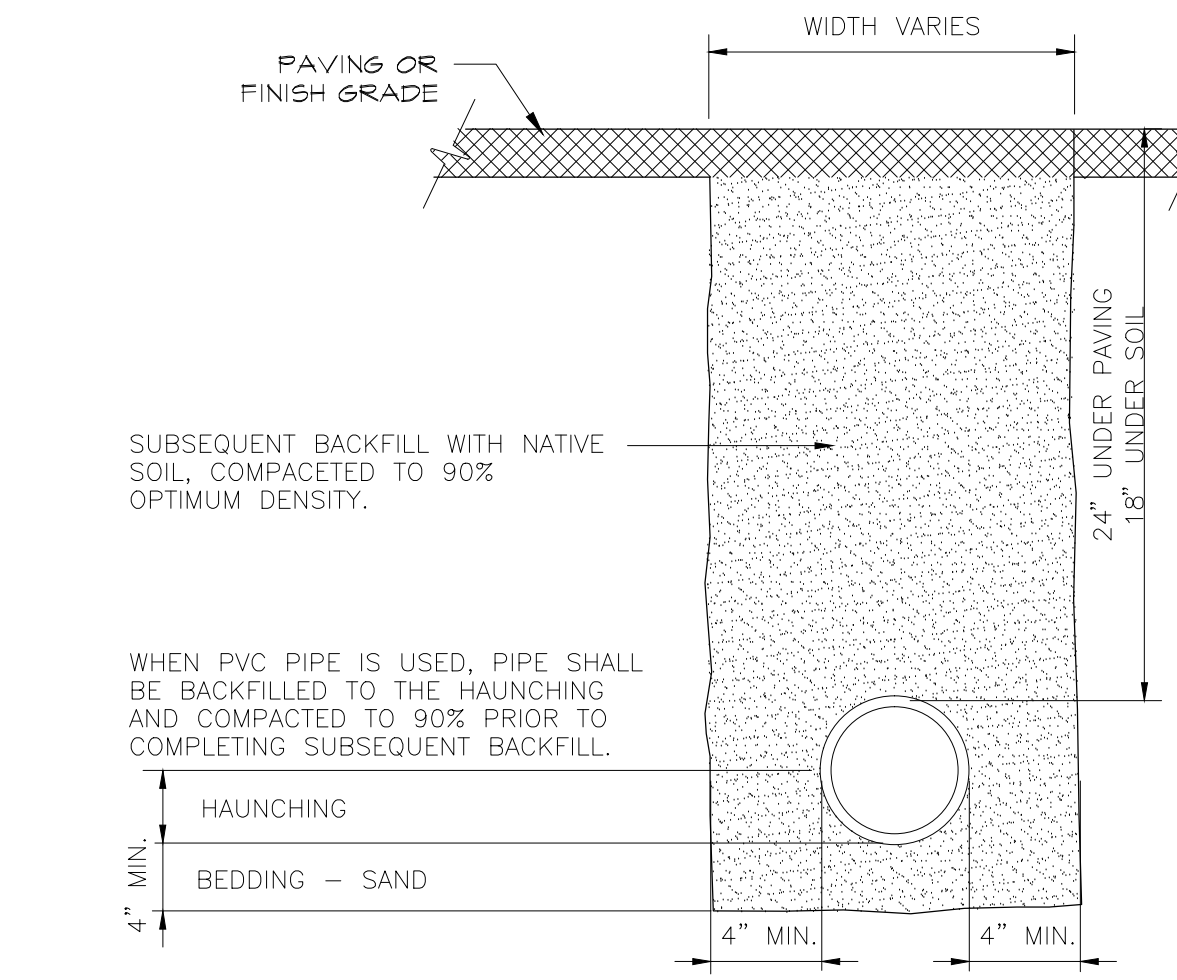 WIDTH VARIES
PAVING OR
FINISH GRADE
24" UNDER PAVING
18" UNDER SOIL
SUBSEQUENT BACKFILL WITH NATIVE
SOIL, COMPACETED TO 90%
OPTIMUM DENSITY.
WHEN PVC PIPE IS USED, PIPE SHALL
BE BACKFILLED TO THE HAUNCHING
AND COMPACTED TO 90% PRIOR TO
COMPLETING SUBSEQUENT BACKFILL.
HAUNCHING
4" MIN.
BEDDING – SAND
4" MIN.
4" MIN.